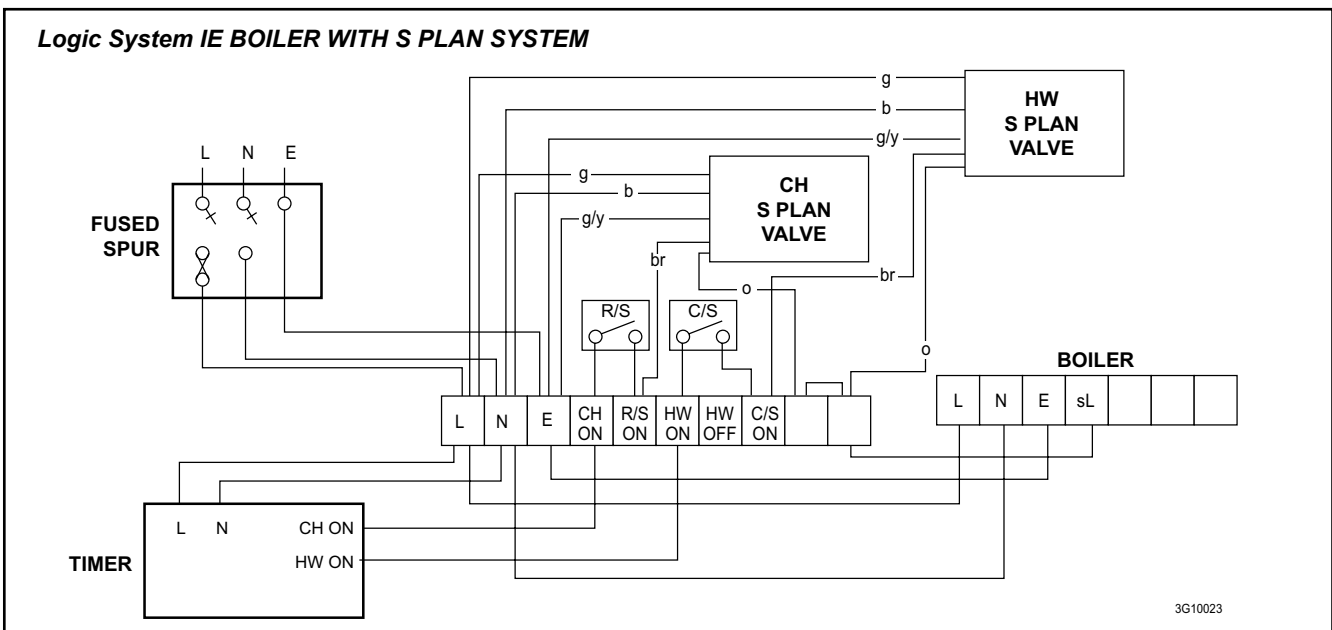 Logic System IE BOILER WITH S PLAN SYSTEM
g
HW
S PLAN
VALVE
b
g/y
L N E
FUSED
SPUR
g
CH
S PLAN
VALVE
b
g/y
br
br
o
R/S
C/S
o
BOILER
L N E sL
L N E CH ON R/S ON HW ON HW OFF C/S ON
L N CH ON
HW ON
TIMER
3G10023